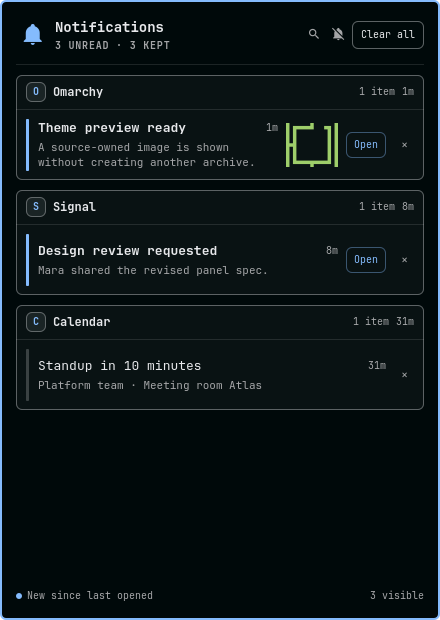 Notifications
3 UNREAD · 3 KEPT
Clear all
O Omarchy 1 item 1m
Theme preview ready 1m
A source-owned image is shown
without creating another archive.
Open ×
S Signal 1 item 8m
Design review requested 8m
Mara shared the revised panel spec.
Open ×
C Calendar 1 item 31m
Standup in 10 minutes 31m
Platform team · Meeting room Atlas
×
New since last opened 3 visible